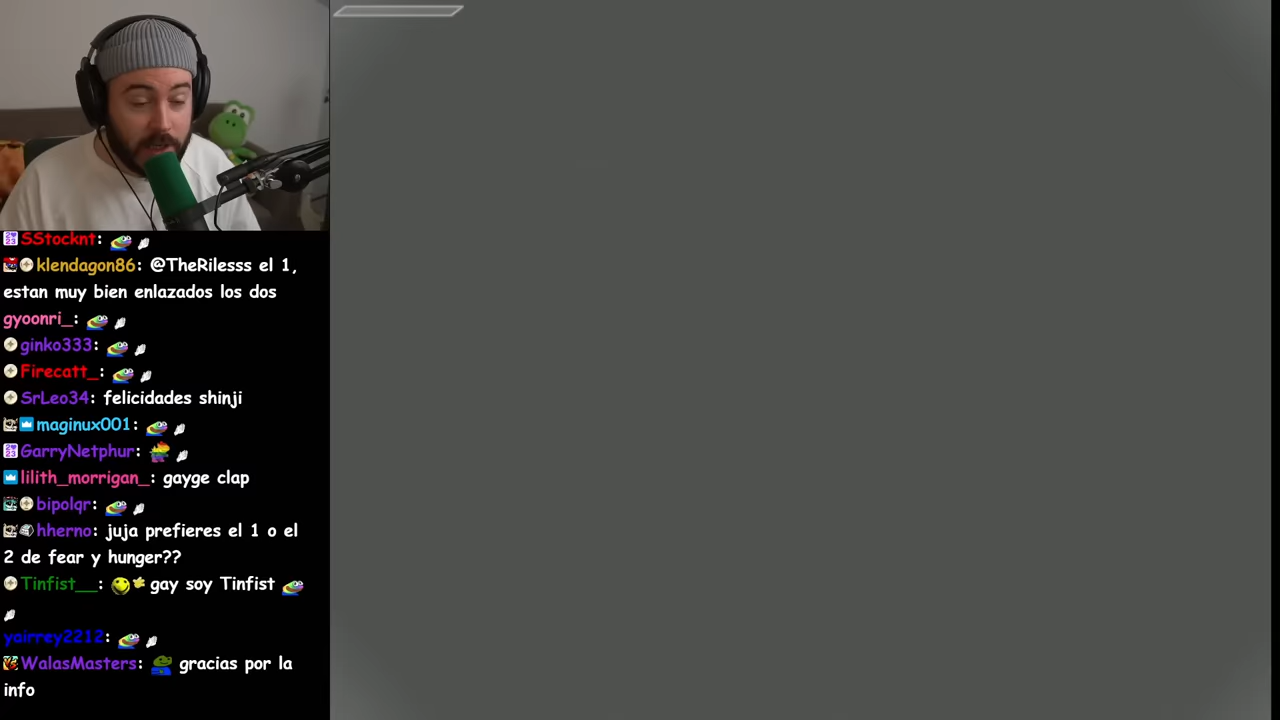 SStocknt:
klendagon86: @TheRilesss el 1,
estan muy bien enlazados los dos
gyoonri_:
ginko333:
Firecatt_:
SrLeo34: felicidades shinji
maginux001:
GarryNetphur:
lilith_morrigan_: gayge clap
bipolqr:
hherno: juja prefieres el 1 o el
2 de fear y hunger??
Tinfist__: gay soy Tinfist
yairrey2212:
WalasMasters: gracias por la
info